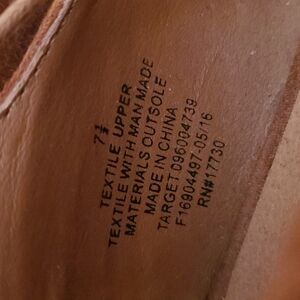 7½
TEXTILE UPPER
TEXTILE WITH MAN MADE
MATERIALS OUTSOLE
MADE IN CHINA
TARGET 096004739
F16904497-05/16
RN#17730